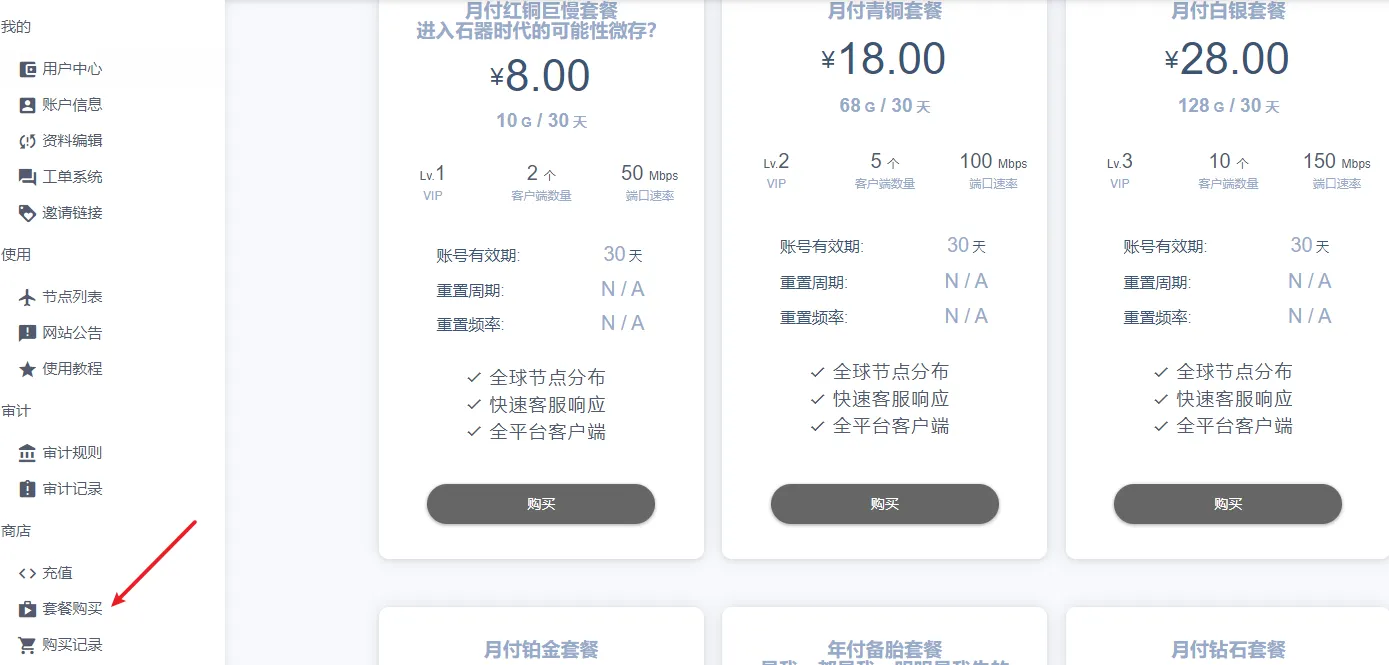 我的
用户中心
账户信息
资料编辑
工单系统
邀请链接
使用
节点列表
网站公告
使用教程
审计
审计规则
审计记录
商店
充值
套餐购买
购买记录
月付红铜巨慢套餐
进入石器时代的可能性微存?
¥8.00
10 G / 30 天
Lv.1 2 个 50 Mbps
VIP 客户端数量 端口速率
账号有效期: 30 天
重置周期: N / A
重置频率: N / A
全球节点分布
快速客服响应
全平台客户端
购买
月付青铜套餐
¥18.00
68 G / 30 天
Lv.2 5 个 100 Mbps
VIP 客户端数量 端口速率
账号有效期: 30 天
重置周期: N / A
重置频率: N / A
全球节点分布
快速客服响应
全平台客户端
购买
月付白银套餐
¥28.00
128 G / 30 天
Lv.3 10 个 150 Mbps
VIP 客户端数量 端口速率
账号有效期: 30 天
重置周期: N / A
重置频率: N / A
全球节点分布
快速客服响应
全平台客户端
购买
月付铂金套餐
年付备胎套餐
月付钻石套餐